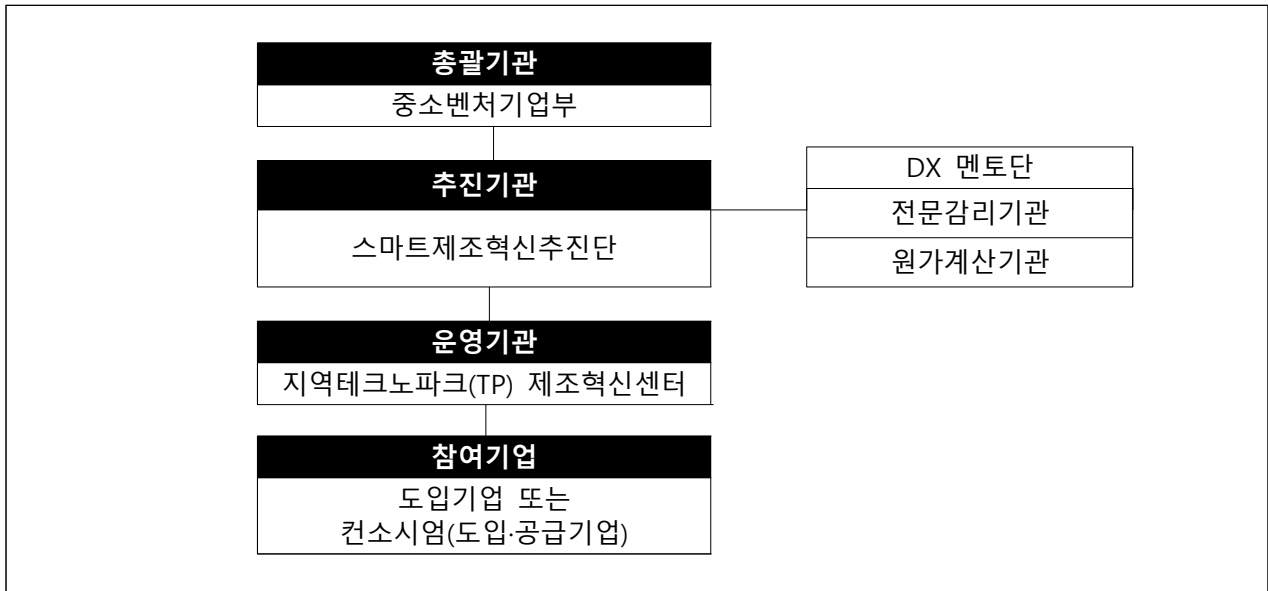 총괄기관
중소벤처기업부
추진기관
스마트제조혁신추진단
DX 멘토단
전문감리기관
원가계산기관
운영기관
지역테크노파크(TP) 제조혁신센터
참여기업
도입기업 또는
컨소시엄(도입·공급기업)